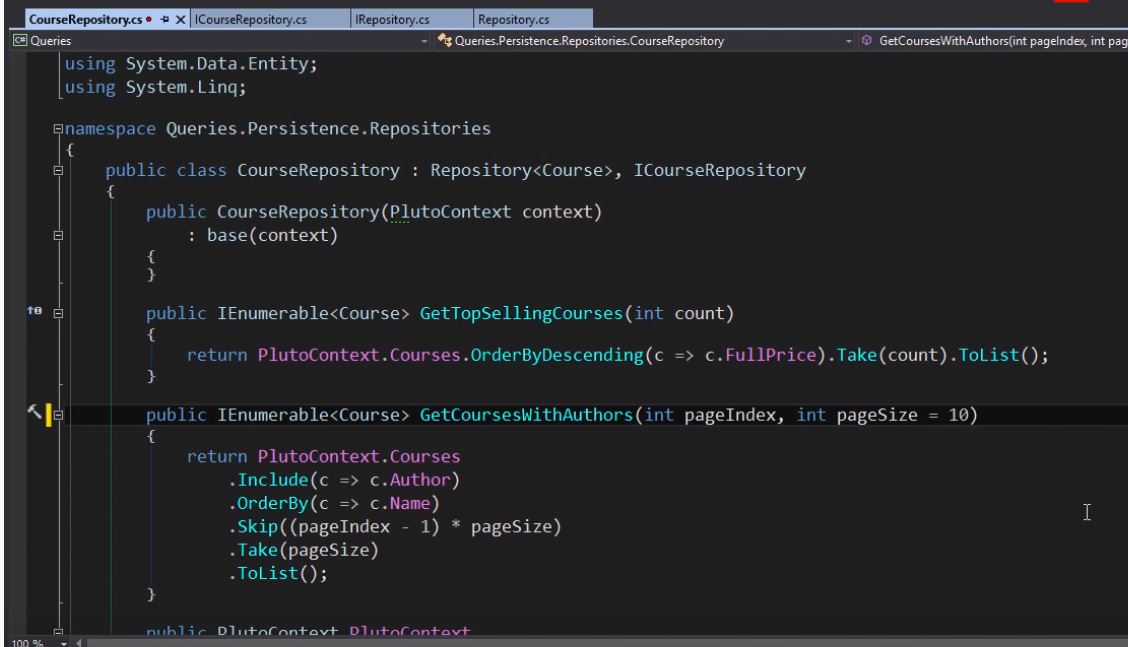 CourseRepository.cs ICourseRepository.cs IRepository.cs Repository.cs
C# Queries Queries.Persistence.Repositories.CourseRepository GetCoursesWithAuthors(int pageIndex, int pag
using System.Data.Entity;
using System.Linq;
namespace Queries.Persistence.Repositories
{
public class CourseRepository : Repository<Course>, ICourseRepository
{
public CourseRepository(PlutoContext context)
: base(context)
{
}
public IEnumerable<Course> GetTopSellingCourses(int count)
{
return PlutoContext.Courses.OrderByDescending(c => c.FullPrice).Take(count).ToList();
}
public IEnumerable<Course> GetCoursesWithAuthors(int pageIndex, int pageSize = 10)
{
return PlutoContext.Courses
.Include(c => c.Author)
.OrderBy(c => c.Name)
.Skip((pageIndex - 1) * pageSize)
.Take(pageSize)
.ToList();
}
public PlutoContext PlutoContext
100 %